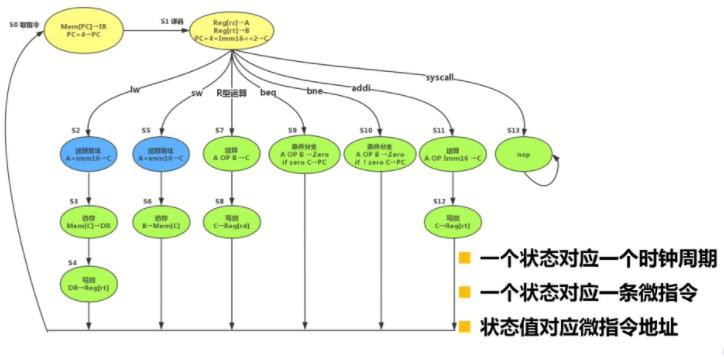 S0 取指令
Mem[PC]→IR
PC+4→PC
S1 译码
Reg[rs]→A
Reg[rt]→B
PC+4+Imm16<<2→C
lw
sw
R型运算
beq
bne
addi
syscall
S2
运算地址
A+imm16→C
S5
运算地址
A+imm16→C
S7
运算
A OP B →C
S9
条件分支
A OP B →Zero
if zero C→PC
S10
条件分支
A OP B →Zero
if ! zero C→PC
S11
运算
A OP Imm16 →C
S13
nop
S3
访存
Mem[C]→DR
S6
访存
B→Mem[C]
S8
写回
C→Reg[rd]
S12
写回
C→Reg[rt]
S4
写回
DR→Reg[rt]
一个状态对应一个时钟周期
一个状态对应一条微指令
状态值对应微指令地址